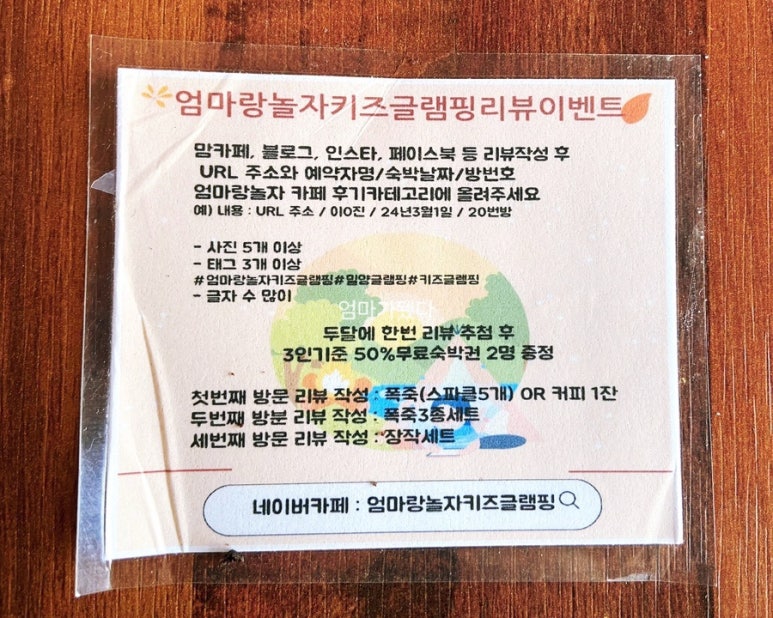 엄마랑놀자키즈글램핑리뷰이벤트
맘카페, 블로그, 인스타, 페이스북 등 리뷰작성 후
URL 주소와 예약자명/숙박날짜/방번호
엄마랑놀자 카페 후기카테고리에 올려주세요
예) 내용 : URL 주소 / 이0진 / 24년3월1일 / 20번방
- 사진 5개 이상
- 태그 3개 이상
#엄마랑놀자키즈글램핑#밀양글램핑#키즈글램핑
- 글자 수 많이
두달에 한번 리뷰 추첨 후
3인기준 50%무료숙박권 2명 증정
첫번째 방문 리뷰 작성 : 폭죽(스파클5개) OR 커피 1잔
두번째 방분 리뷰 작성 : 폭죽3종세트
세번째 방문 리뷰 작성 : 장작세트
네이버카페 : 엄마랑놀자키즈글램핑